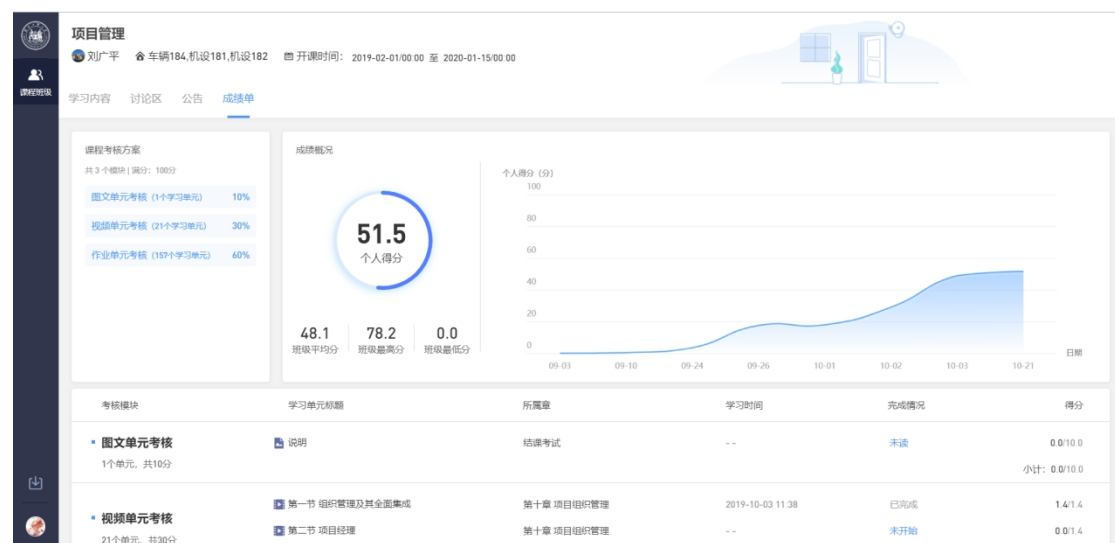 项目管理
刘广平 车辆184,机设181,机设182 开课时间： 2019-02-01/00:00 至 2020-01-15/00:00
课程班级
学习内容 讨论区 公告 成绩单
课程考核方案
共 3 个模块 | 满分：100分
图文单元考核（1个学习单元） 10%
视频单元考核（21个学习单元） 30%
作业单元考核（157个学习单元） 60%
成绩概况
51.5
个人得分
48.1 78.2 0.0
班级平均分 班级最高分 班级最低分
个人得分（分）
100
80
60
40
20
0
日期
09-03 09-10 09-24 09-26 10-01 10-02 10-03 10-21
考核模块 学习单元标题 所属章 学习时间 完成情况 得分
图文单元考核 说明 结课考试 - - 未读 0.0/10.0
1个单元，共10分
小计：0.0/10.0
第一节 组织管理及其全面集成 第十章 项目组织管理 2019-10-03 11:38 已完成 1.4/1.4
视频单元考核
第二节 项目经理 第十章 项目组织管理 - - 未开始 0.0/1.4
21个单元，共30分